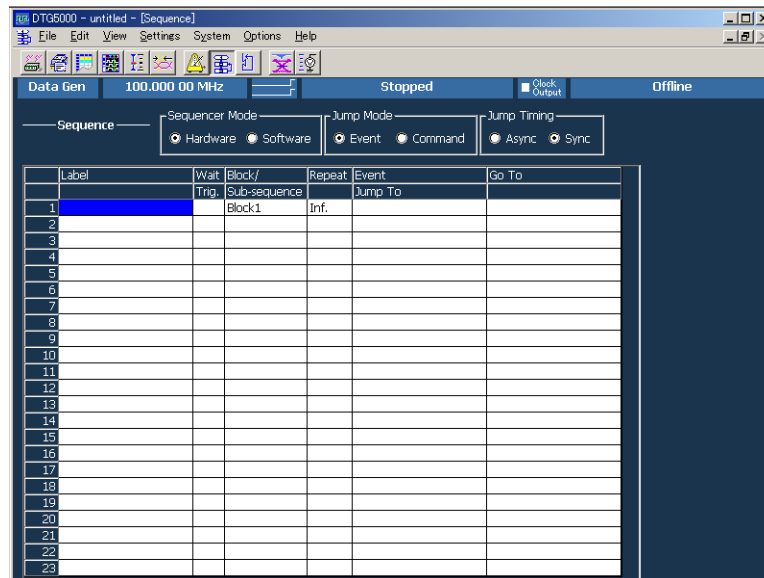 DTG5000 - untitled - [Sequence]
File Edit View Settings System Options Help
Data Gen 100.000 00 MHz Stopped Clock Output Offline
Sequence
Sequencer Mode
Hardware Software
Jump Mode
Event Command
Jump Timing
Async Sync
Label Wait Block/ Repeat Event Go To
Trig. Sub-sequence Jump To
1 Block1 Inf.
2
3
4
5
6
7
8
9
10
11
12
13
14
15
16
17
18
19
20
21
22
23